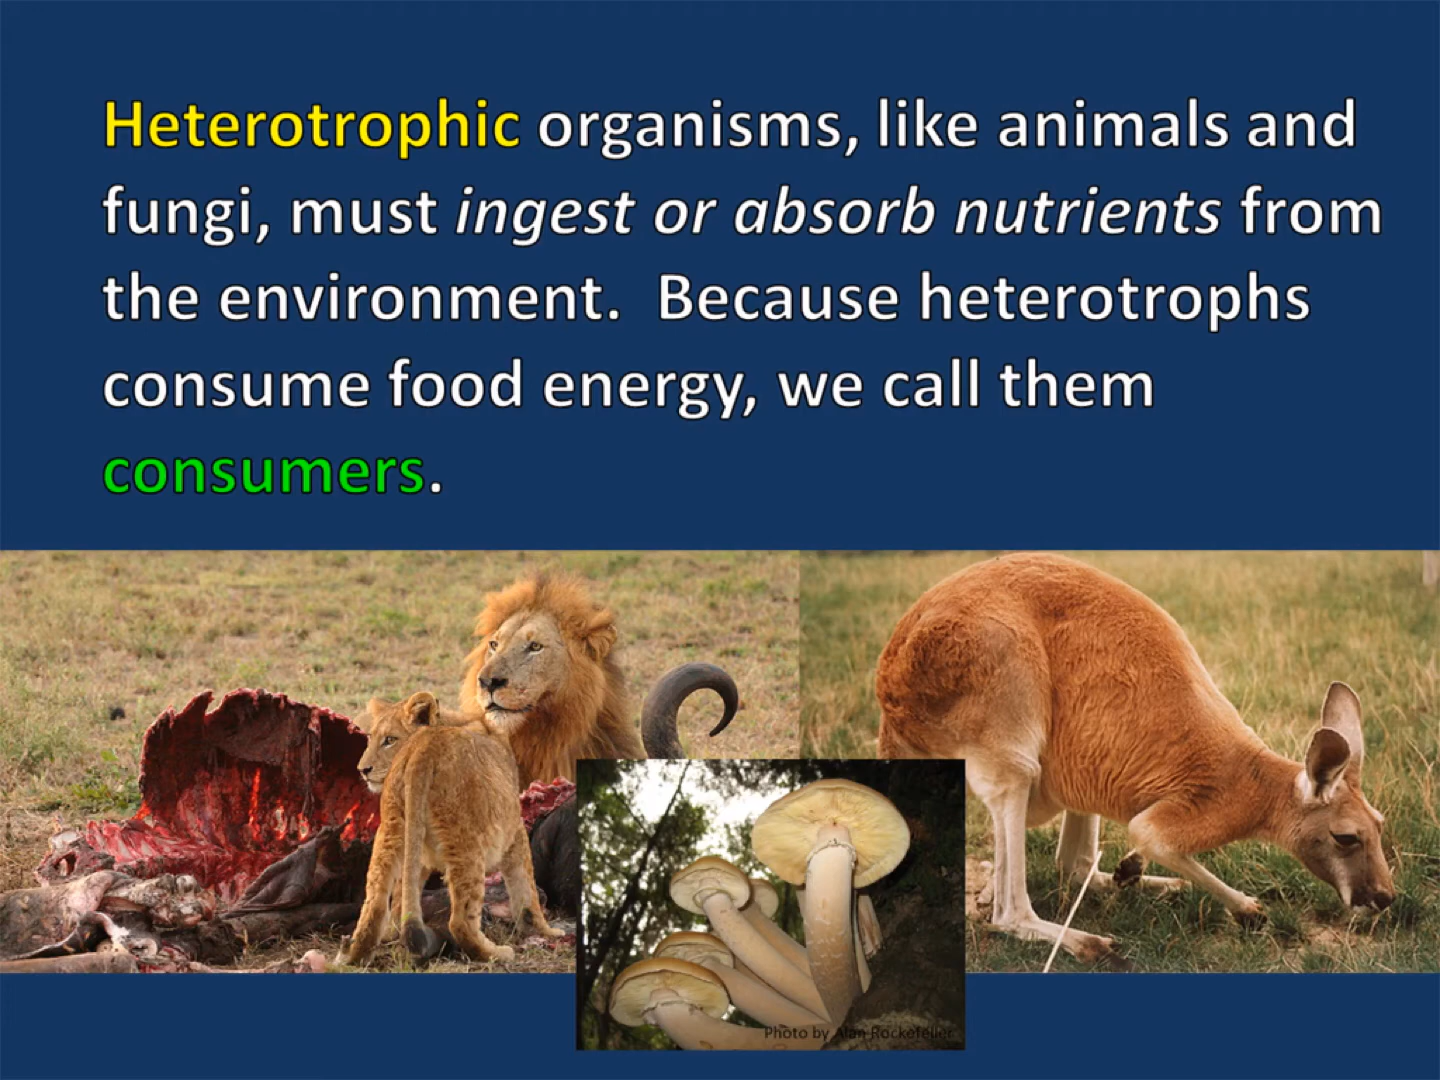 Heterotrophic organisms, like animals and
fungi, must ingest or absorb nutrients from
the environment.  Because heterotrophs
consume food energy, we call them
consumers.
Photo by Alan Rockefeller